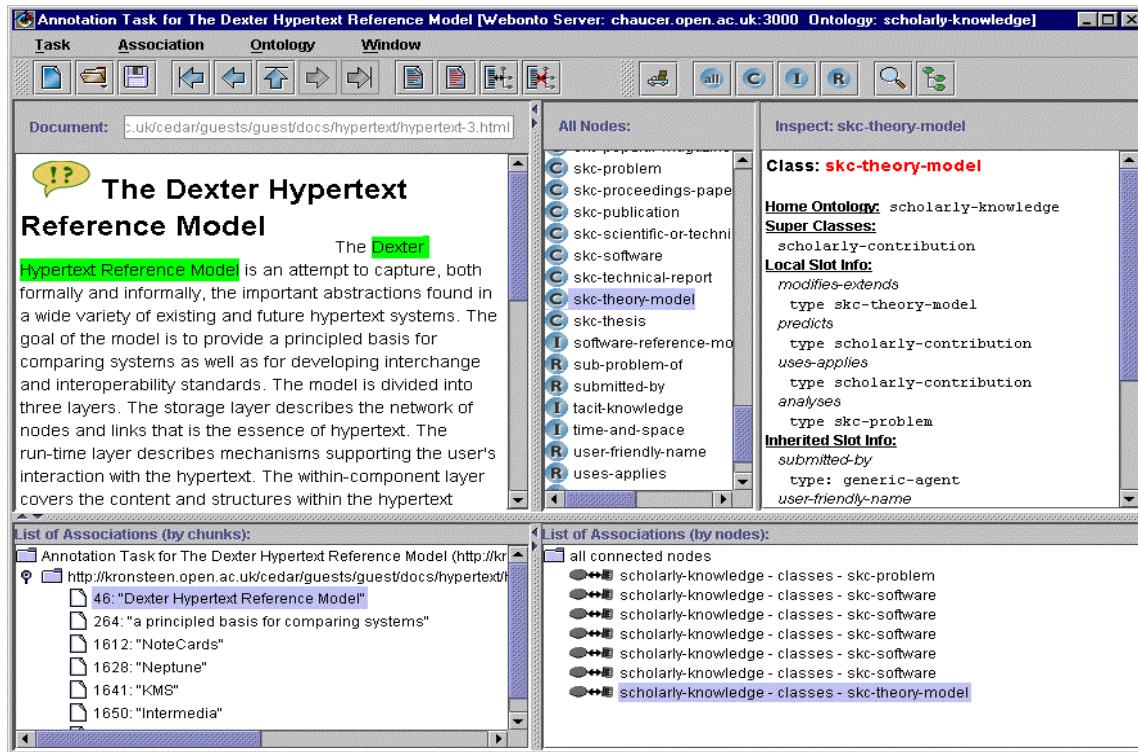 Annotation Task for The Dexter Hypertext Reference Model [Webonto Server: chaucer.open.ac.uk:3000 Ontology: scholarly-knowledge]
Task Association Ontology Window
all C I R
Document: c.uk/cedar/guests/guest/docs/hypertext/hypertext-3.html
!?
The Dexter Hypertext
Reference Model
The Dexter
Hypertext Reference Model is an attempt to capture, both
formally and informally, the important abstractions found in
a wide variety of existing and future hypertext systems. The
goal of the model is to provide a principled basis for
comparing systems as well as for developing interchange
and interoperability standards. The model is divided into
three layers. The storage layer describes the network of
nodes and links that is the essence of hypertext. The
run-time layer describes mechanisms supporting the user's
interaction with the hypertext. The within-component layer
covers the content and structures within the hypertext
All Nodes:
C skc-popular-magazine
C skc-problem
C skc-proceedings-pape
C skc-publication
C skc-scientific-or-techni
C skc-software
C skc-technical-report
C skc-theory-model
C skc-thesis
I software-reference-mo
R sub-problem-of
R submitted-by
I tacit-knowledge
I time-and-space
R user-friendly-name
R uses-applies
Inspect: skc-theory-model
Class: skc-theory-model
Home Ontology: scholarly-knowledge
Super Classes:
scholarly-contribution
Local Slot Info:
modifies-extends
type skc-theory-model
predicts
type scholarly-contribution
uses-applies
type scholarly-contribution
analyses
type skc-problem
Inherited Slot Info:
submitted-by
type: generic-agent
user-friendly-name
List of Associations (by chunks):
Annotation Task for The Dexter Hypertext Reference Model (http://kr
http://kronsteen.open.ac.uk/cedar/guests/guest/docs/hypertext/h
46: "Dexter Hypertext Reference Model"
264: "a principled basis for comparing systems"
1612: "NoteCards"
1628: "Neptune"
1641: "KMS"
1650: "Intermedia"
List of Associations (by nodes):
all connected nodes
scholarly-knowledge - classes - skc-problem
scholarly-knowledge - classes - skc-software
scholarly-knowledge - classes - skc-software
scholarly-knowledge - classes - skc-software
scholarly-knowledge - classes - skc-software
scholarly-knowledge - classes - skc-software
scholarly-knowledge - classes - skc-theory-model